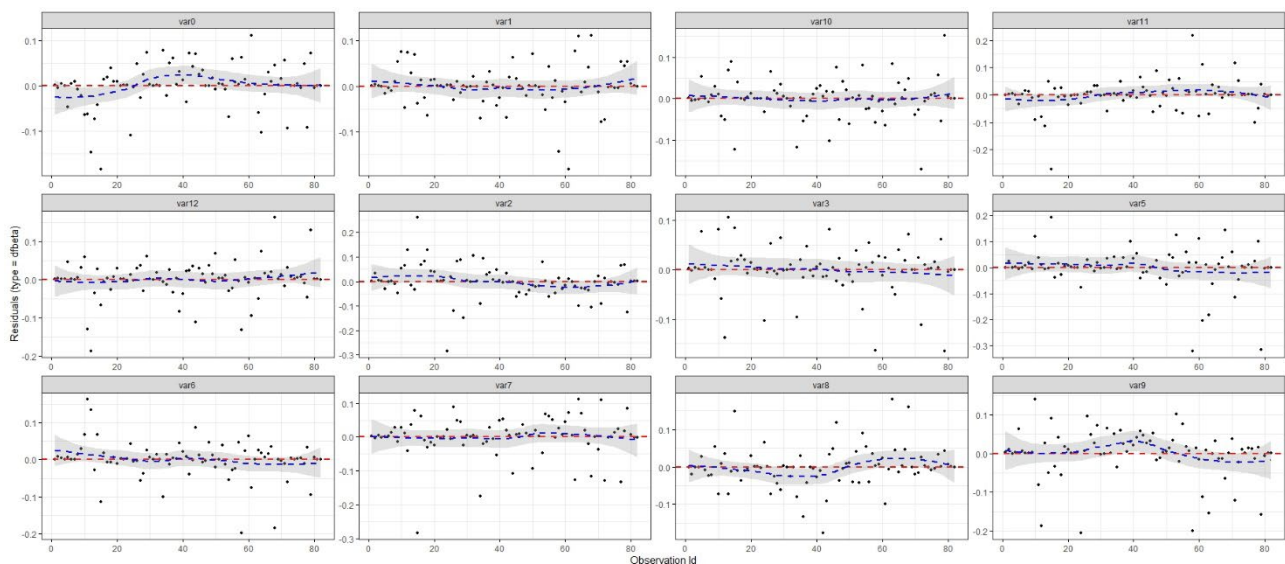 var0 var1 var10 var11
0.1 0.1 0.1 0.2
0.0 0.0 0.0 0.1
-0.1 -0.1 -0.1 0.0
-0.1
-0.2
0 20 40 60 80 0 20 40 60 80 0 20 40 60 80 0 20 40 60 80
var12 var2 var3 var5
0.1 0.2 0.1 0.2
0.0 0.1 0.0 0.1
-0.1 0.0 -0.1 0.0
-0.2 -0.1 -0.1
-0.2 -0.2
-0.3 -0.3
0 20 40 60 80 0 20 40 60 80 0 20 40 60 80 0 20 40 60 80
var6 var7 var8 var9
0.1 0.1 0.1 0.1
0.0 0.0 0.0 0.0
-0.1 -0.1 -0.1 -0.1
-0.2 -0.2 -0.2
-0.3
0 20 40 60 80 0 20 40 60 80 0 20 40 60 80 0 20 40 60 80
Residuals (type = dfbeta)
Observation Id